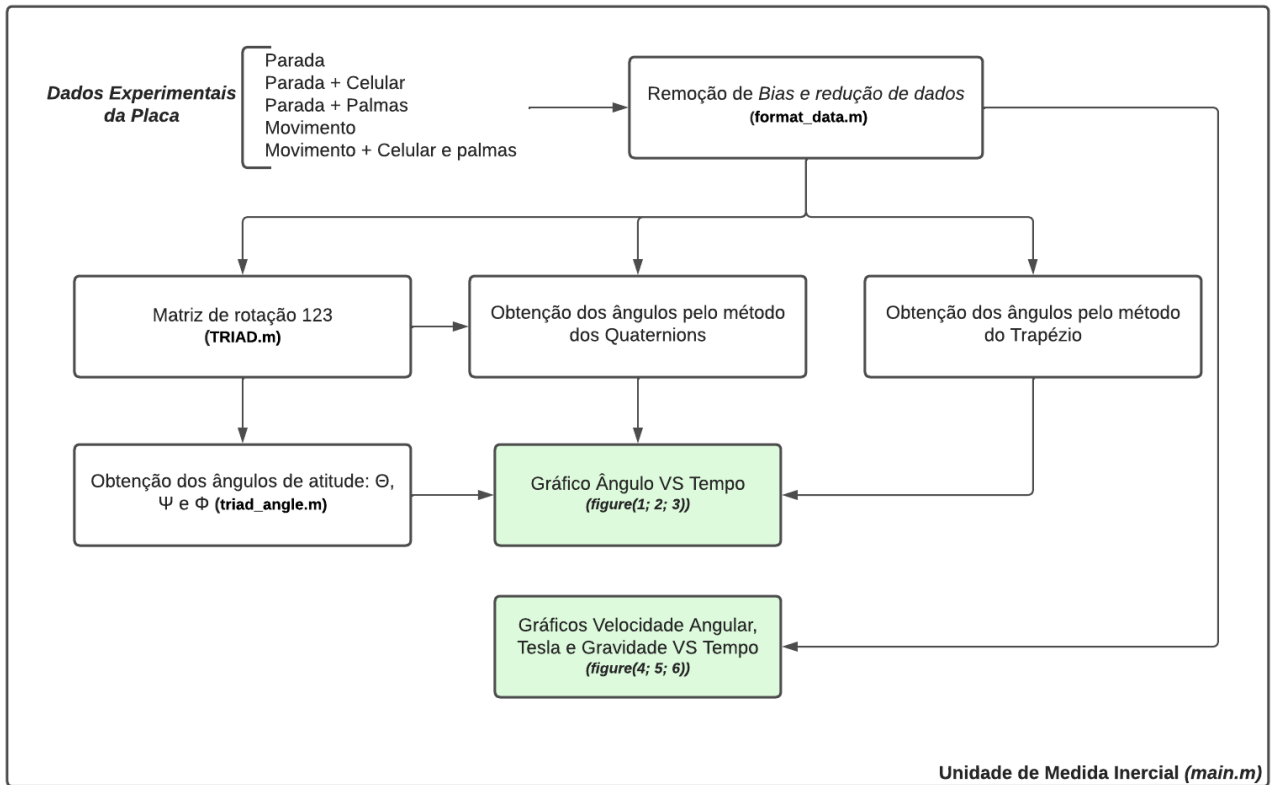 Dados Experimentais
da Placa
Parada
Parada + Celular
Parada + Palmas
Movimento
Movimento + Celular e palmas
Remoção de Bias e redução de dados
(format_data.m)
Matriz de rotação 123
(TRIAD.m)
Obtenção dos ângulos pelo método
dos Quaternions
Obtenção dos ângulos pelo método
do Trapézio
Obtenção dos ângulos de atitude: Θ,
Ψ e Φ (triad_angle.m)
Gráfico Ângulo VS Tempo
(figure(1; 2; 3))
Gráficos Velocidade Angular,
Tesla e Gravidade VS Tempo
(figure(4; 5; 6))
Unidade de Medida Inercial (main.m)